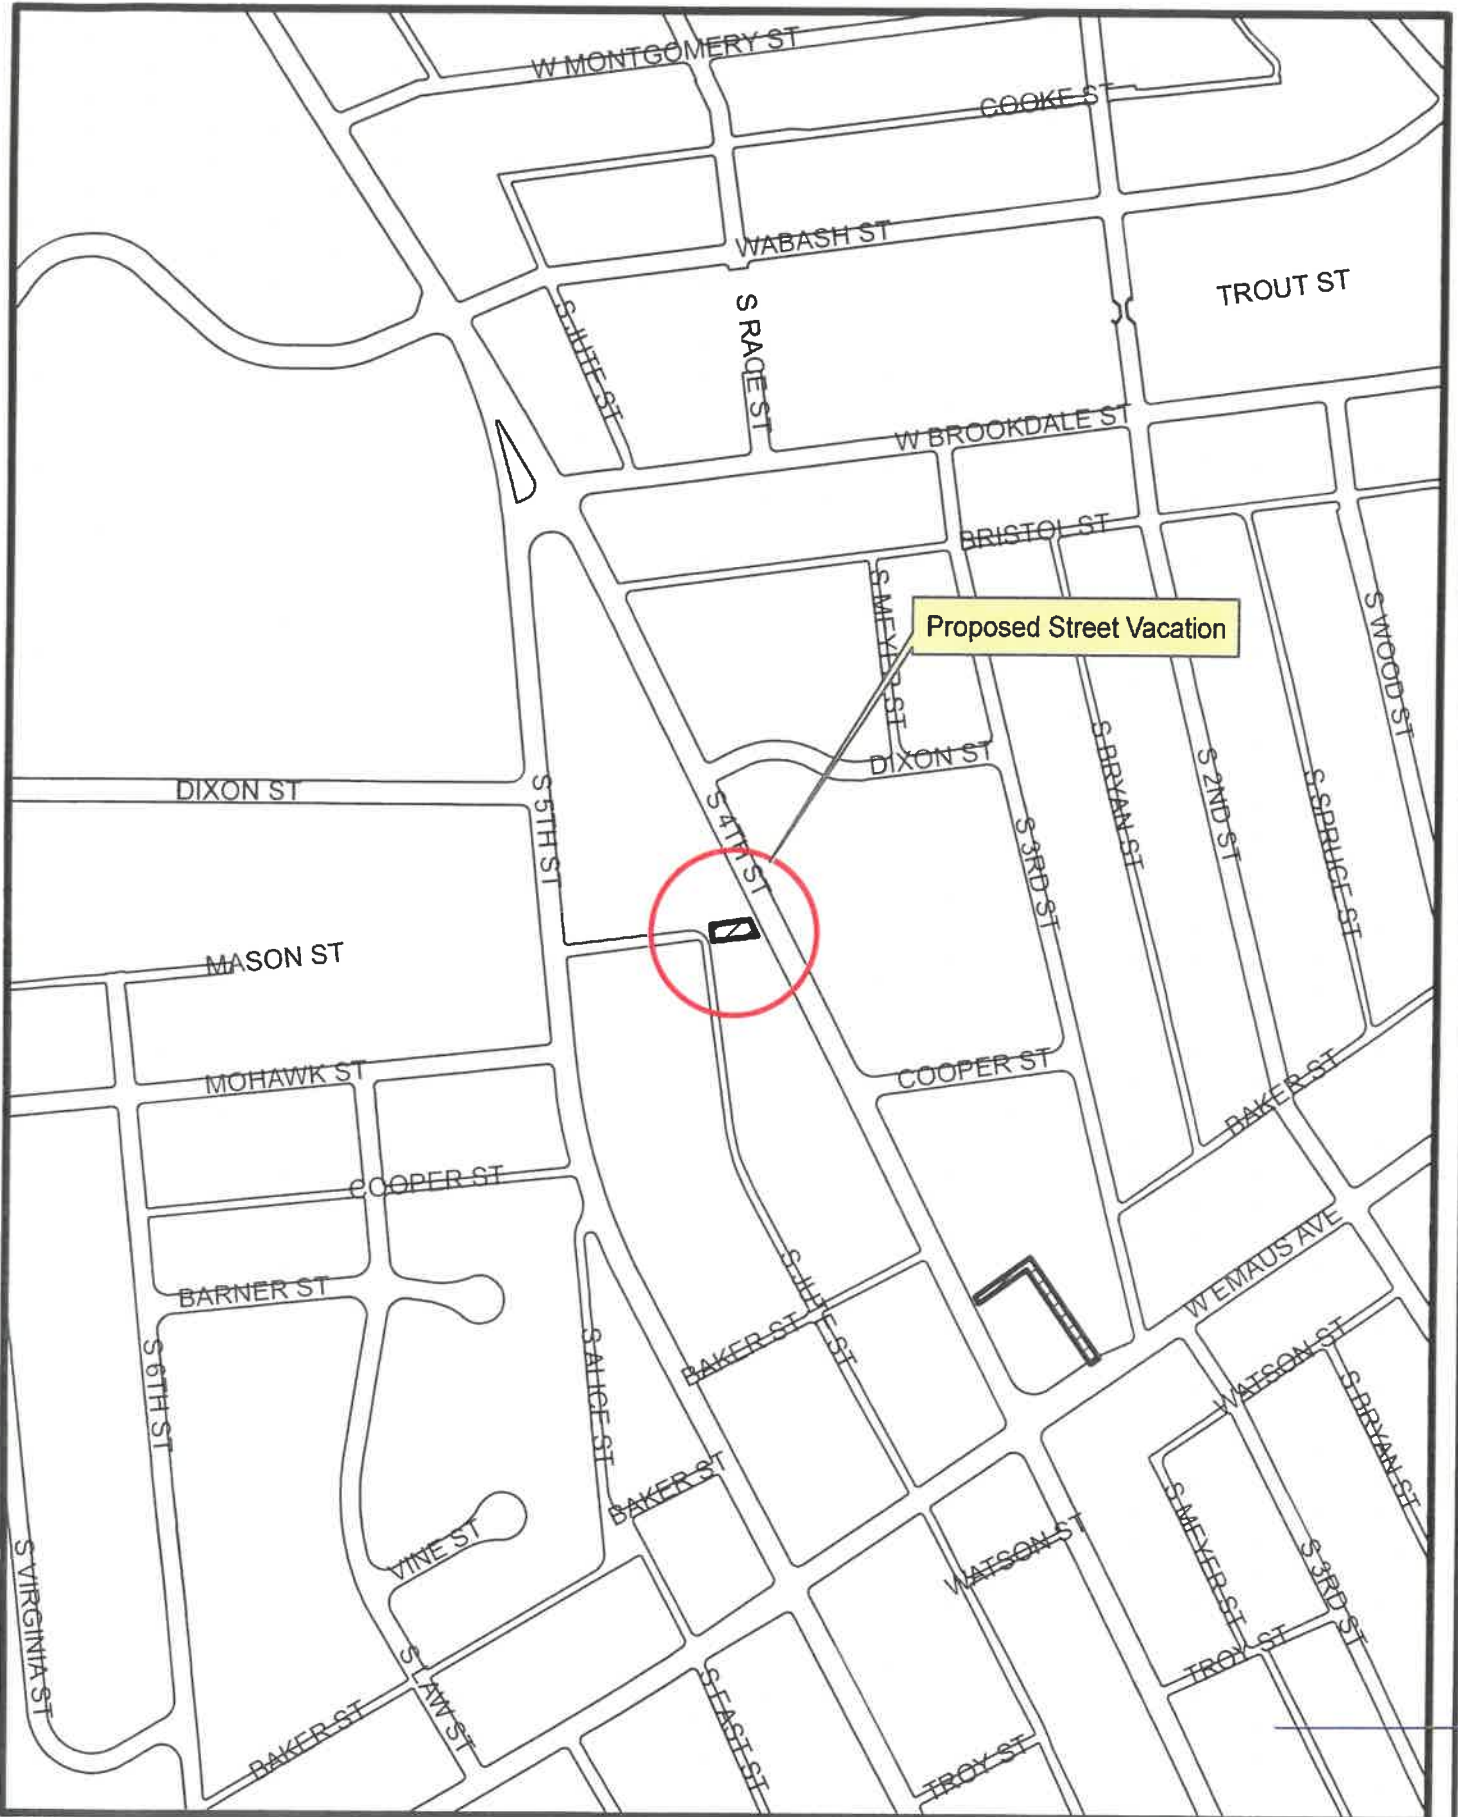 W MONTGOMERY ST
COOKE ST
WABASH ST
TROUT ST
S JUTE ST
S RACE ST
W BROOKDALE ST
BRISTOL ST
S MEYER ST
Proposed Street Vacation
S WOOD ST
DIXON ST
DIXON ST
S 5TH ST
S 4TH ST
S 3RD ST
S BRYAN ST
S 2ND ST
S SPRUCE ST
MASON ST
MOHAWK ST
COOPER ST
BAKER ST
COOPER ST
BARNER ST
S 6TH ST
S ALICE ST
S JUTE ST
BAKER ST
W EMAUS AVE
WATSON ST
S BRYAN ST
BAKER ST
VINE ST
WATSON ST
S MEYER ST
S 3RD ST
TROY ST
S VIRGINIA ST
S LAW ST
BAKER ST
S EAST ST
TROY ST